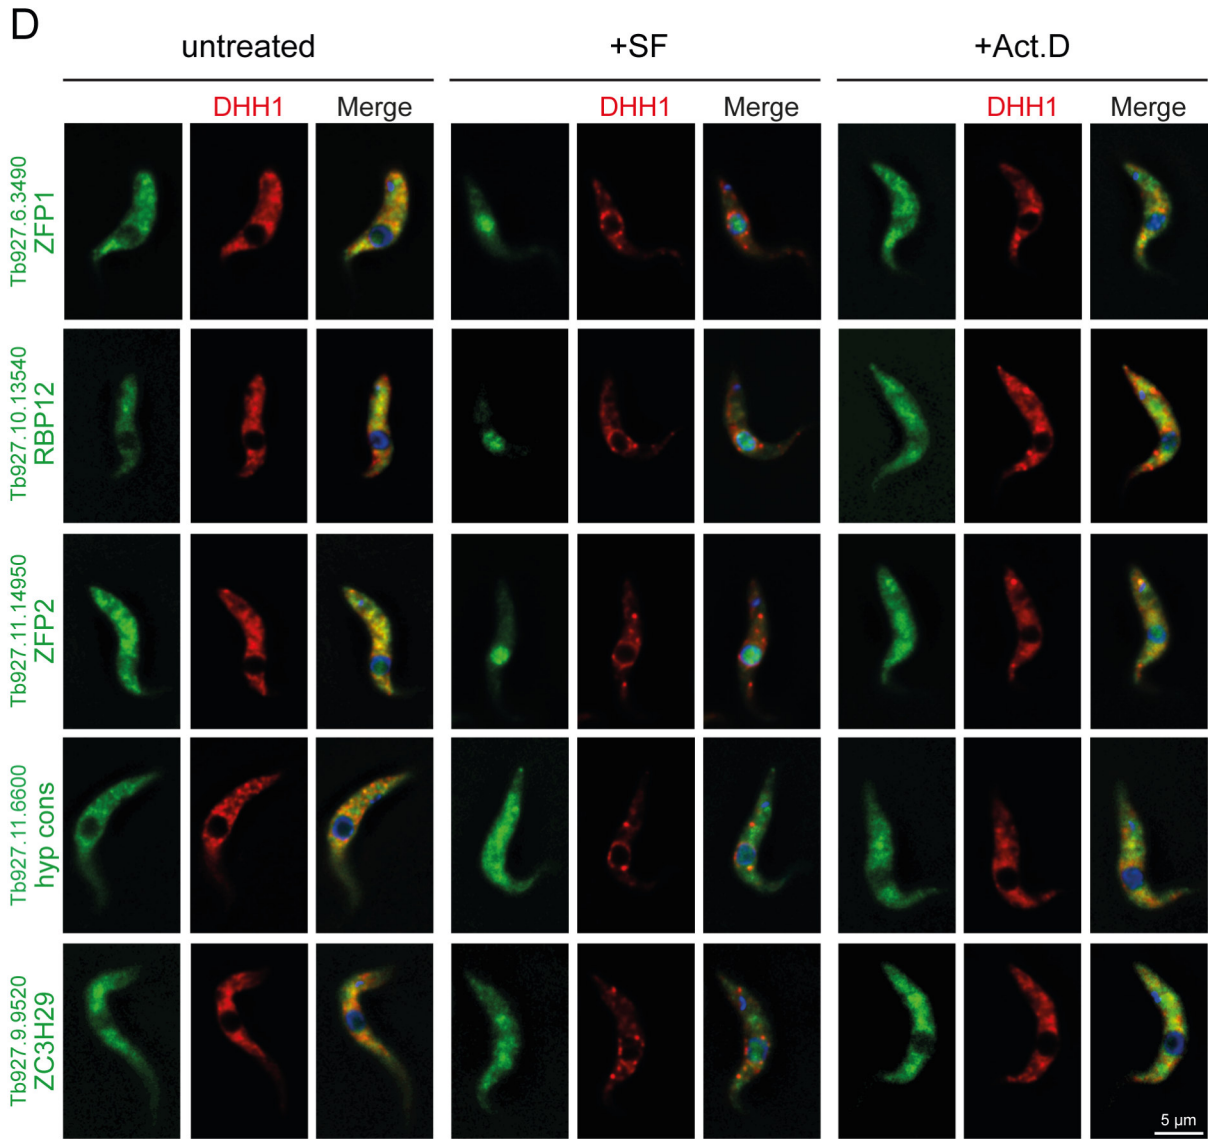 D
untreated
+SF
+Act.D
DHH1 Merge
DHH1 Merge
DHH1 Merge
Tb927.6.3490
ZFP1
Tb927.10.13540
RBP12
Tb927.11.14950
ZFP2
Tb927.11.6600
hyp cons
Tb927.9.9520
ZC3H29
5 µm